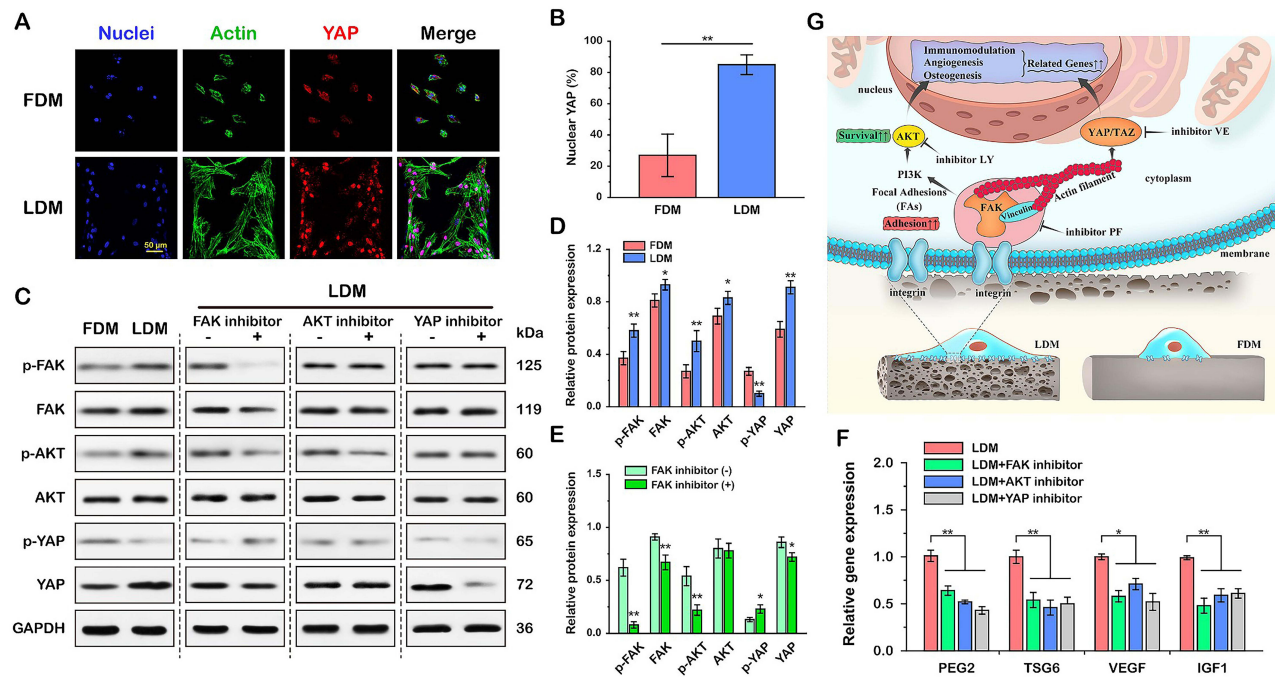 A
Nuclei Actin YAP Merge
FDM
LDM
50 μm
B
Nuclear YAP (%)
100
80
60
40
20
0
**
FDM LDM
C
LDM
FDM LDM FAK inhibitor AKT inhibitor YAP inhibitor kDa
- + - + - +
p-FAK 125
FAK 119
p-AKT 60
AKT 60
p-YAP 65
YAP 72
GAPDH 36
D
Relative protein expression
1.2
0.8
0.4
0.0
FDM
LDM
** * ** * ** **
p-FAK FAK p-AKT AKT p-YAP YAP
E
Relative protein expression
1.5
1.0
0.5
0.0
FAK inhibitor (-)
FAK inhibitor (+)
** ** ** * *
p-FAK FAK p-AKT AKT p-YAP YAP
G
Immunomodulation
Angiogenesis
Osteogenesis
Related Genes↑↑
nucleus
Survival↑↑
AKT
YAP/TAZ
inhibitor VE
inhibitor LY
PI3K
cytoplasm
Focal Adhesions
(FAs)
Adhesion↑↑
FAK
Vinculin
Actin filament
inhibitor PF
membrane
integrin integrin
LDM FDM
F
Relative gene expression
2.0
1.5
1.0
0.5
0.0
LDM
LDM+FAK inhibitor
LDM+AKT inhibitor
LDM+YAP inhibitor
** ** * **
PEG2 TSG6 VEGF IGF1